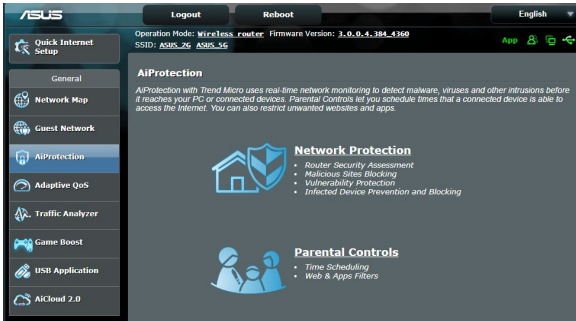 ASUS
Logout
Reboot
English
Quick Internet
Setup
Operation Mode: Wireless router Firmware Version: 3.0.0.4.384_4360
SSID: ASUS_2G ASUS_5G
App
General
Network Map
Guest Network
AiProtection
Adaptive QoS
Traffic Analyzer
Game Boost
USB Application
AiCloud 2.0
AiProtection
AiProtection with Trend Micro uses real-time network monitoring to detect malware, viruses and other intrusions before
it reaches your PC or connected devices. Parental Controls let you schedule times that a connected device is able to
access the Internet. You can also restrict unwanted websites and apps.
Network Protection
• Router Security Assessment
• Malicious Sites Blocking
• Vulnerability Protection
• Infected Device Prevention and Blocking
Parental Controls
• Time Scheduling
• Web & Apps Filters